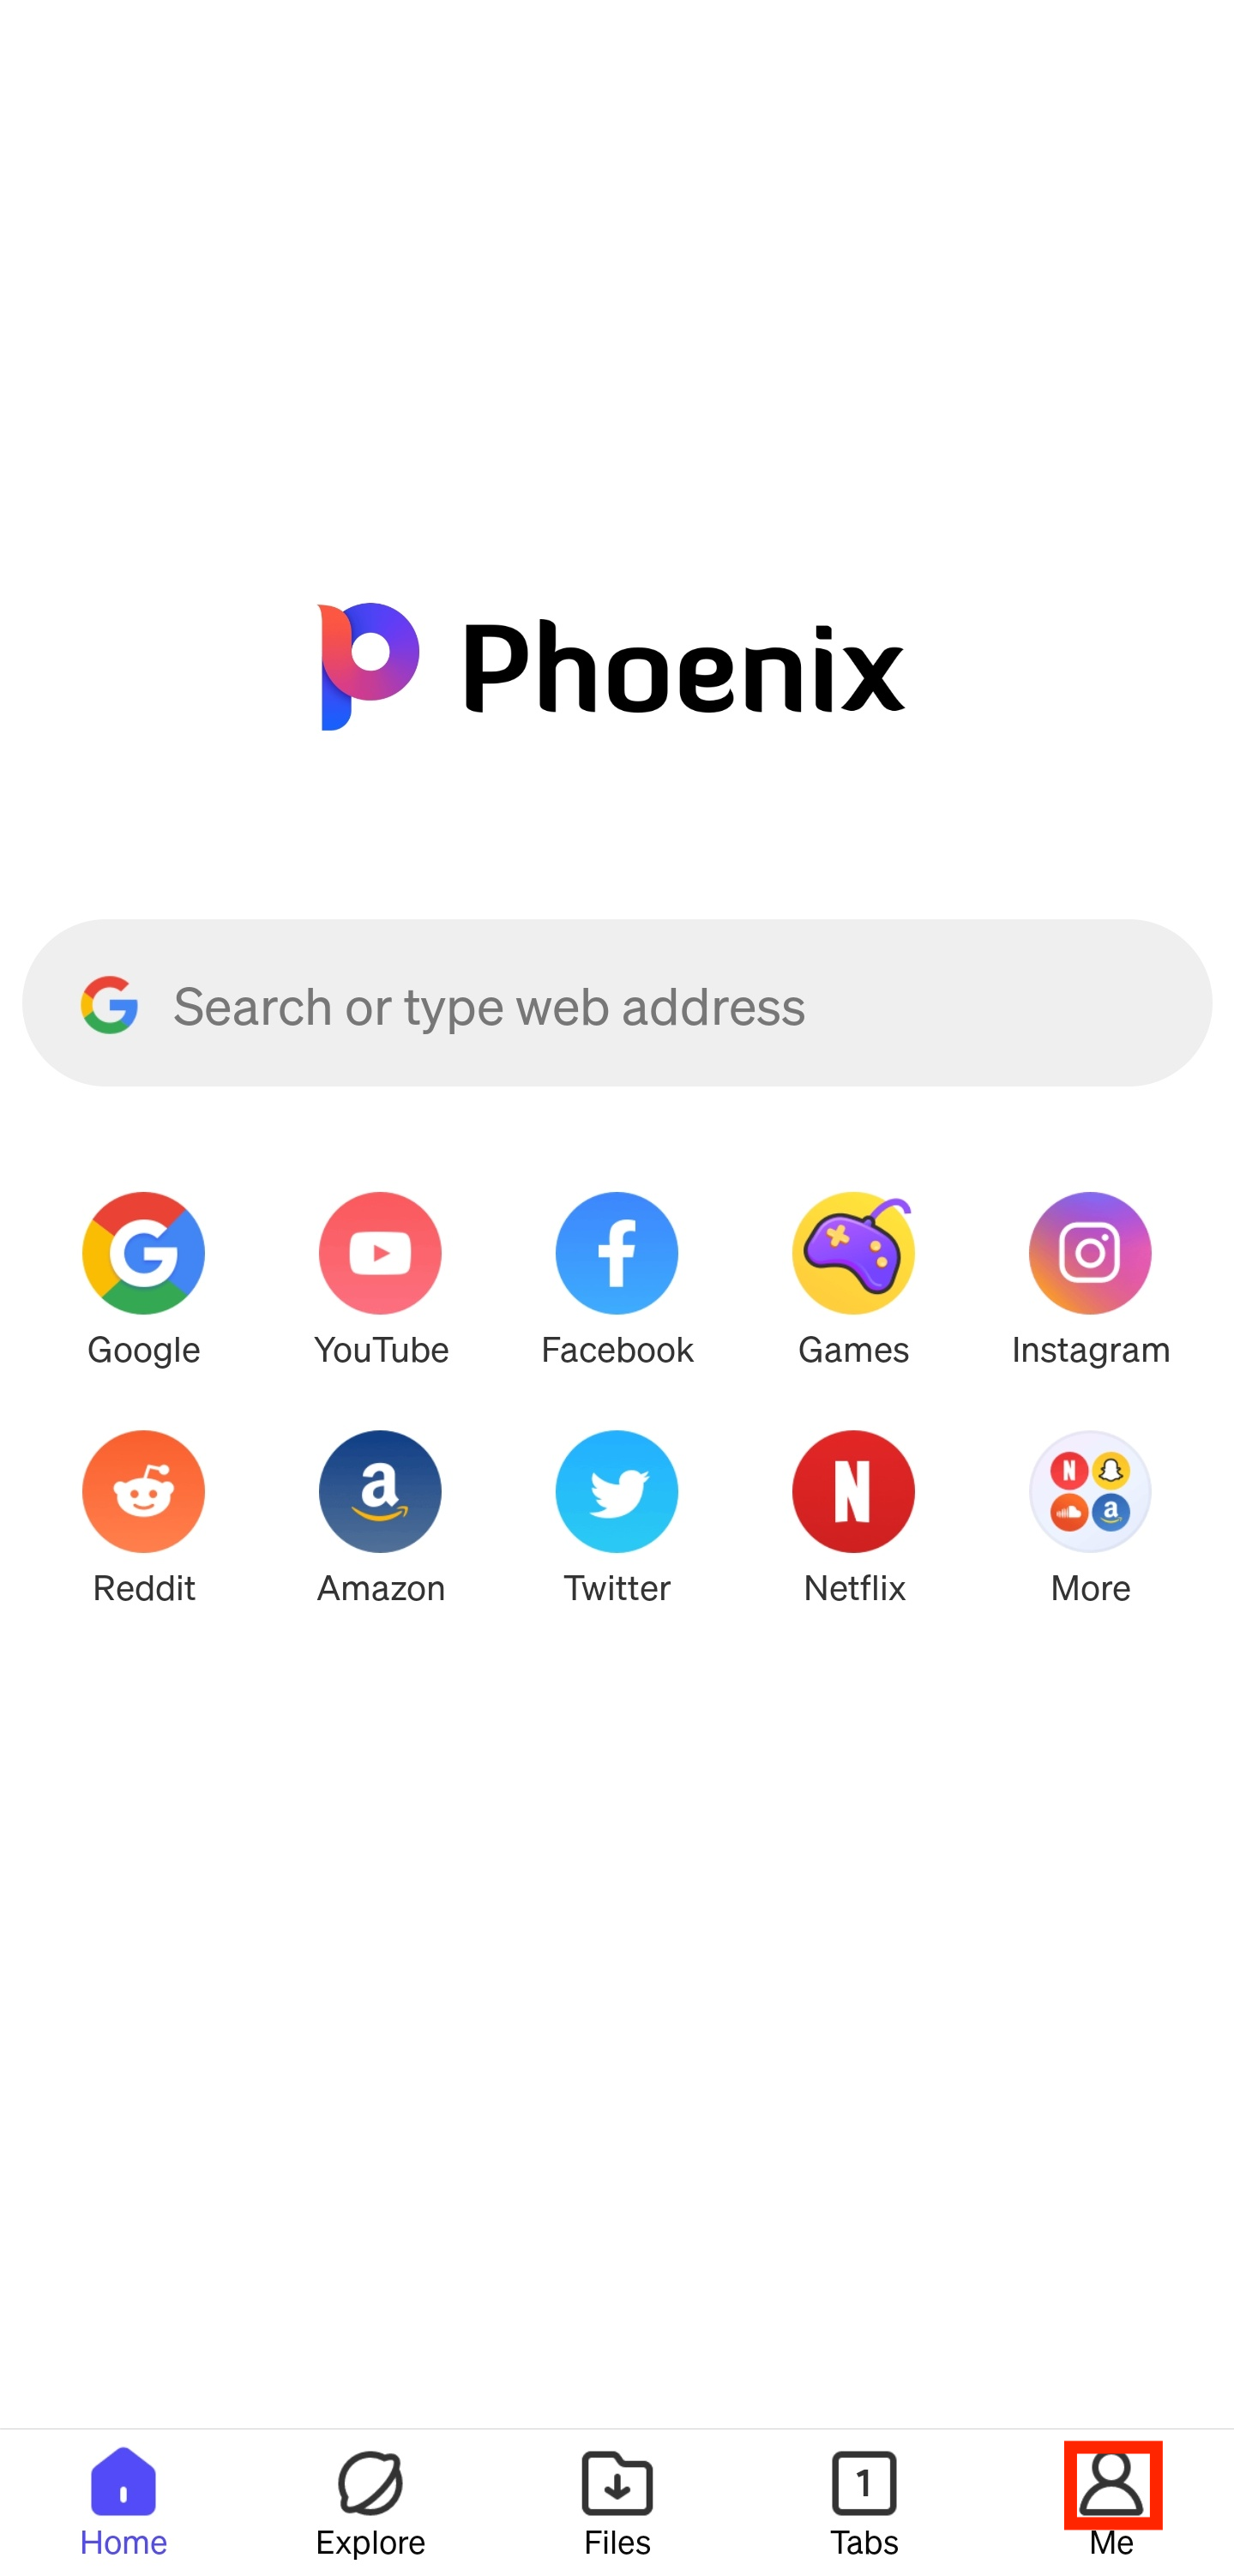 Phoenix
Search or type web address
Google YouTube Facebook Games Instagram
Reddit Amazon Twitter Netflix More
1
Home Explore Files Tabs Me